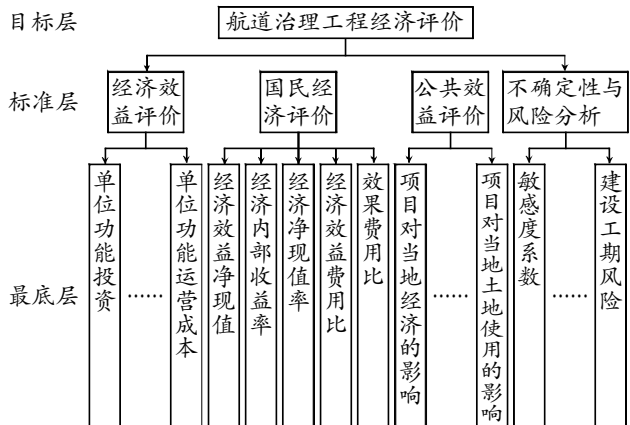 目标层
航道治理工程经济评价
标准层
经济效
益评价
国民经
济评价
公共效
益评价
不确定性与
风险分析
最底层
单位功能投资
……
单位功能运营成本
经济效益净现值
经济内部收益率
经济净现值率
经济效益费用比
效果费用比
项目对当地经济的影响
……
项目对当地土地使用的影响
敏感度系数
……
建设工期风险